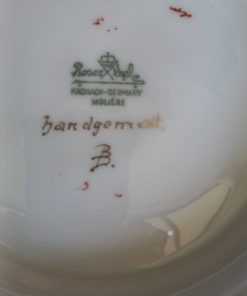 Rosenthal
KRONACH-GERMANY
MOLIÈRE
handgemalt.
B.